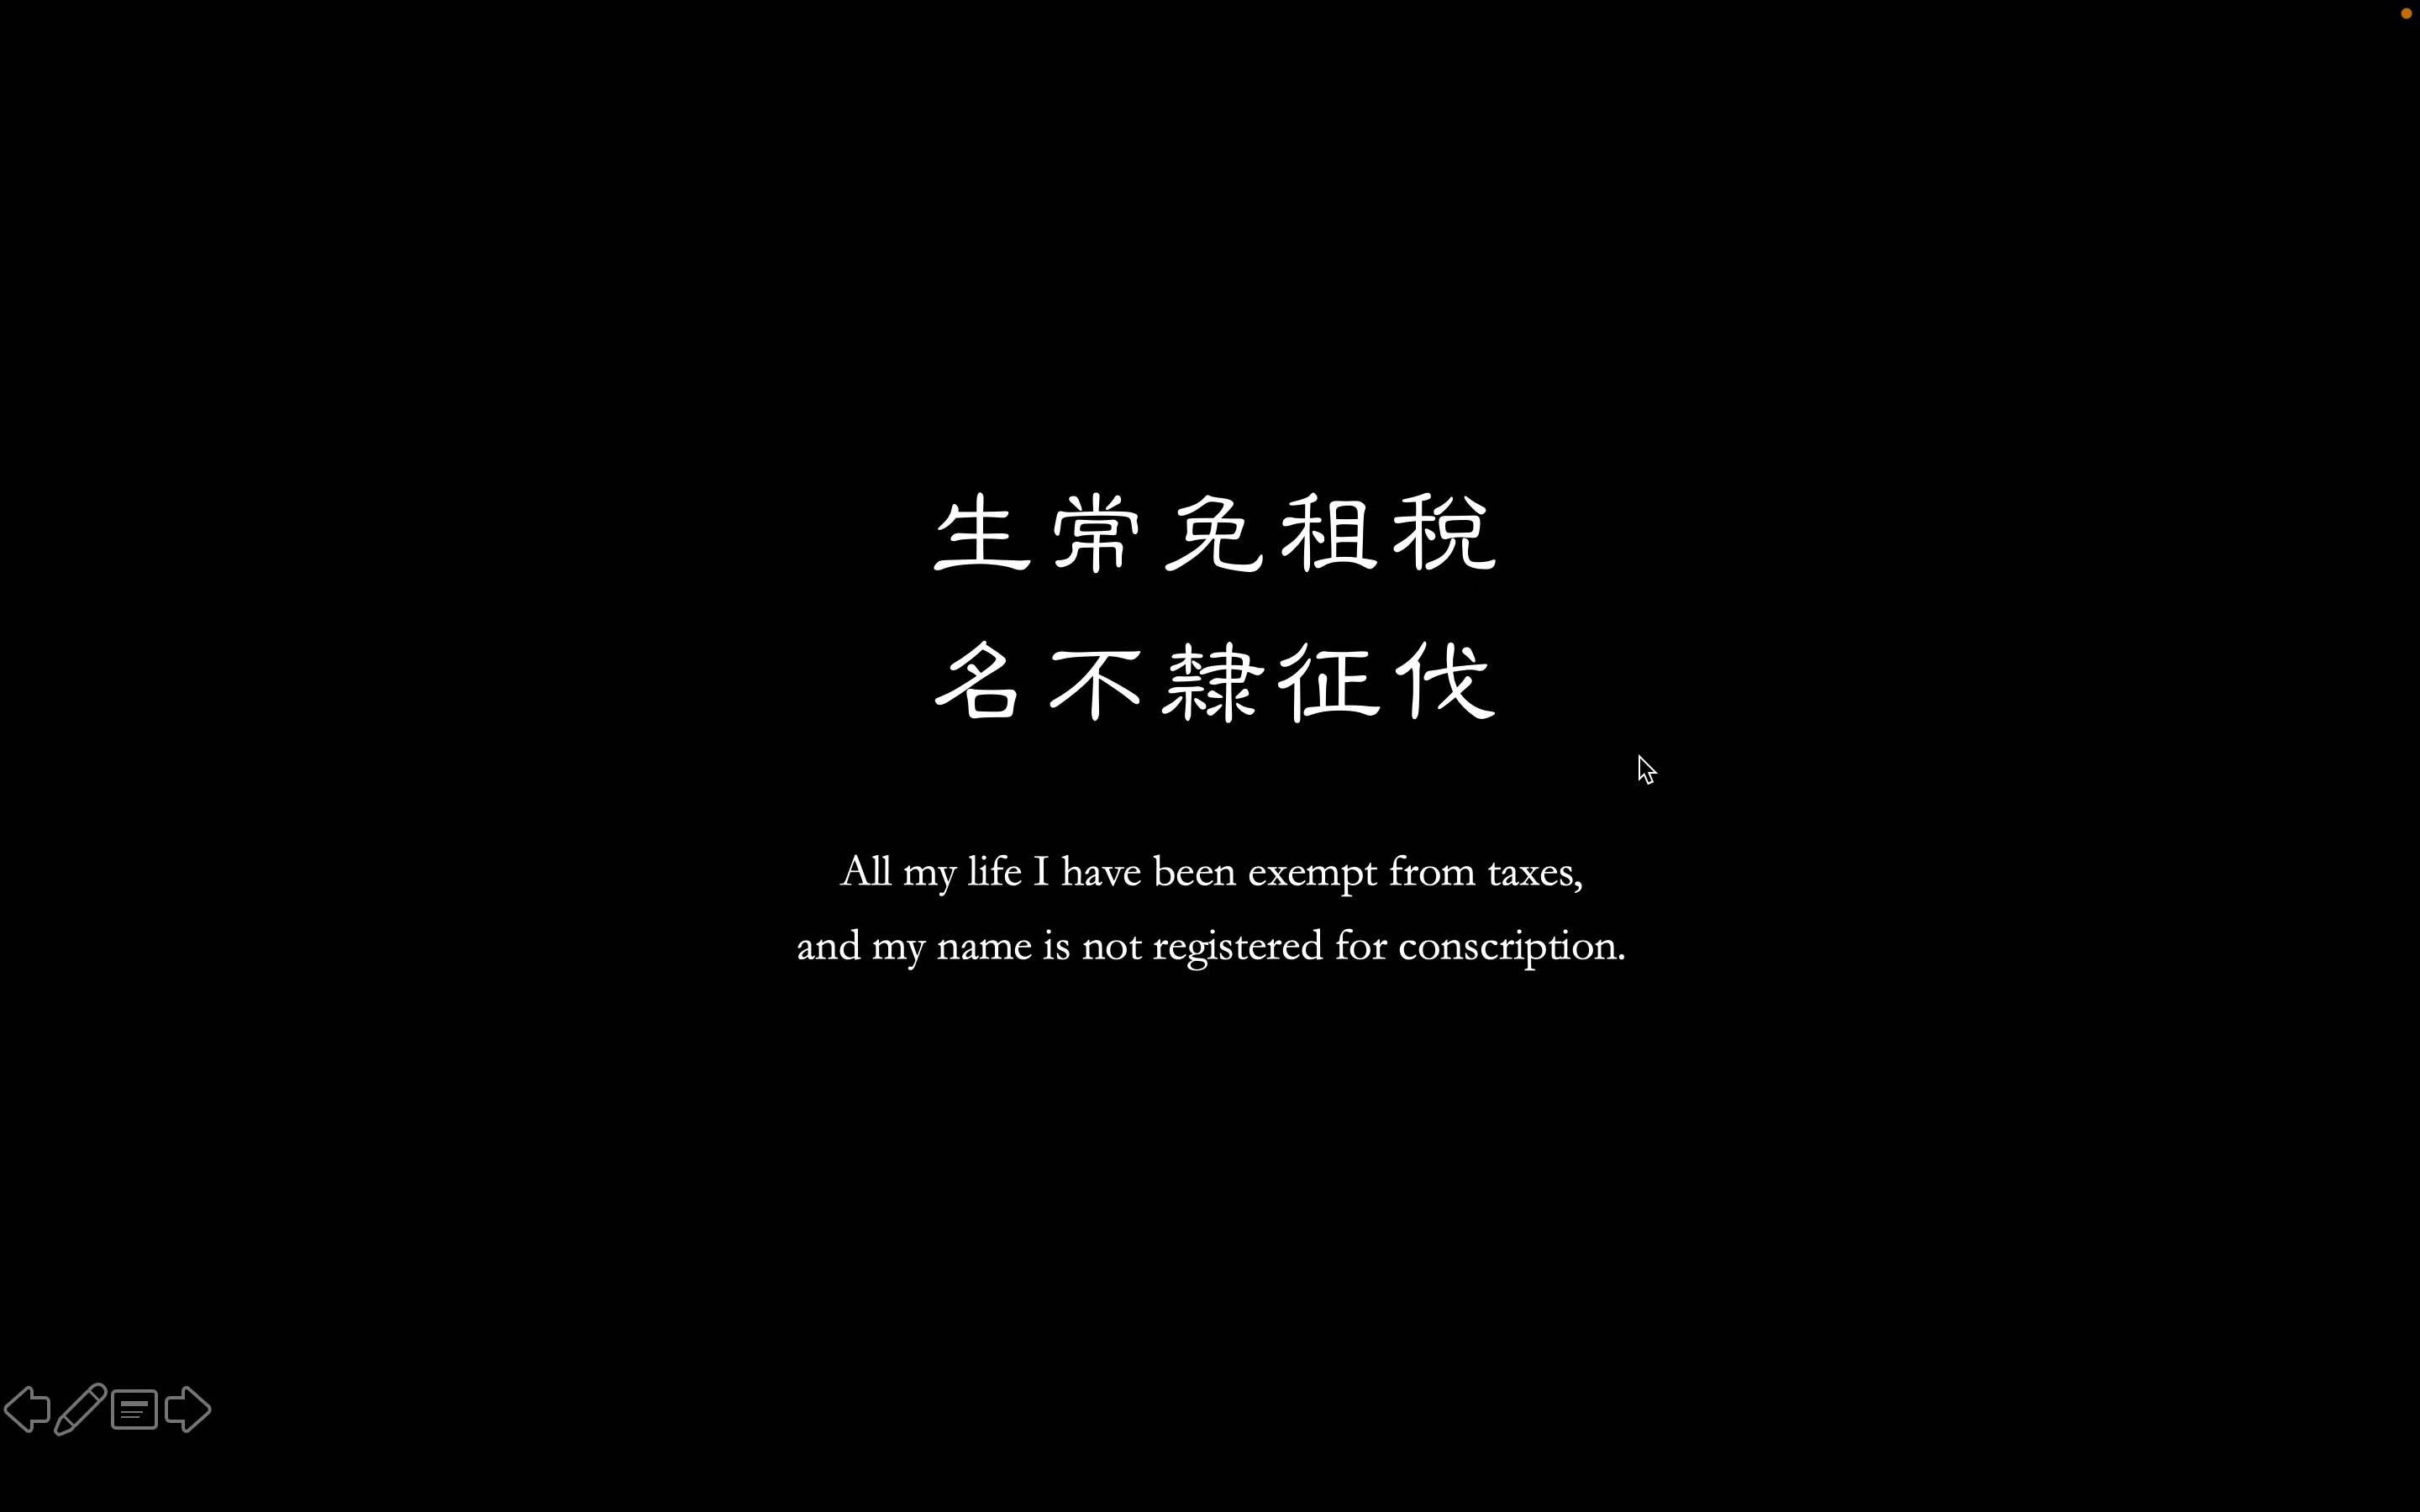 生常免租稅
名不隸征伐
All my life I have been exempt from taxes,
and my name is not registered for conscription.